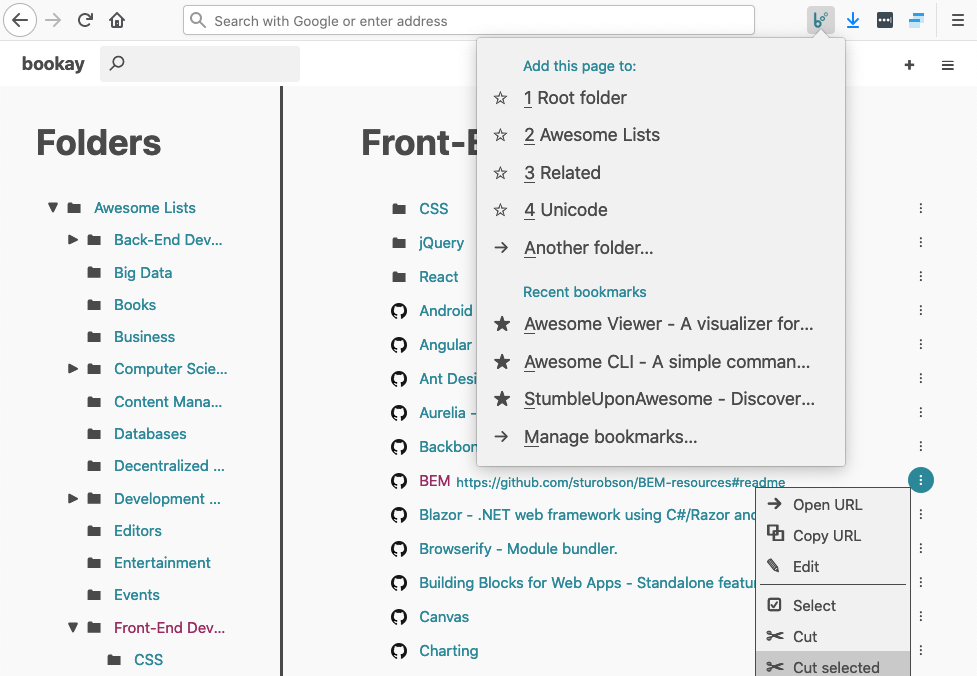 Search with Google or enter address
bookay
Add this page to:
1 Root folder
2 Awesome Lists
3 Related
4 Unicode
Another folder...
Recent bookmarks
Awesome Viewer - A visualizer for...
Awesome CLI - A simple comman...
StumbleUponAwesome - Discover...
Manage bookmarks...
Folders
Awesome Lists
Back-End Dev...
Big Data
Books
Business
Computer Scie...
Content Mana...
Databases
Decentralized ...
Development ...
Editors
Entertainment
Events
Front-End Dev...
CSS
Front-E
CSS
jQuery
React
Android
Angular
Ant Desi
Aurelia -
Backbon
BEM https://github.com/sturobson/BEM-resources#readme
Blazor - .NET web framework using C#/Razor and
Browserify - Module bundler.
Building Blocks for Web Apps - Standalone featu
Canvas
Charting
Open URL
Copy URL
Edit
Select
Cut
Cut selected